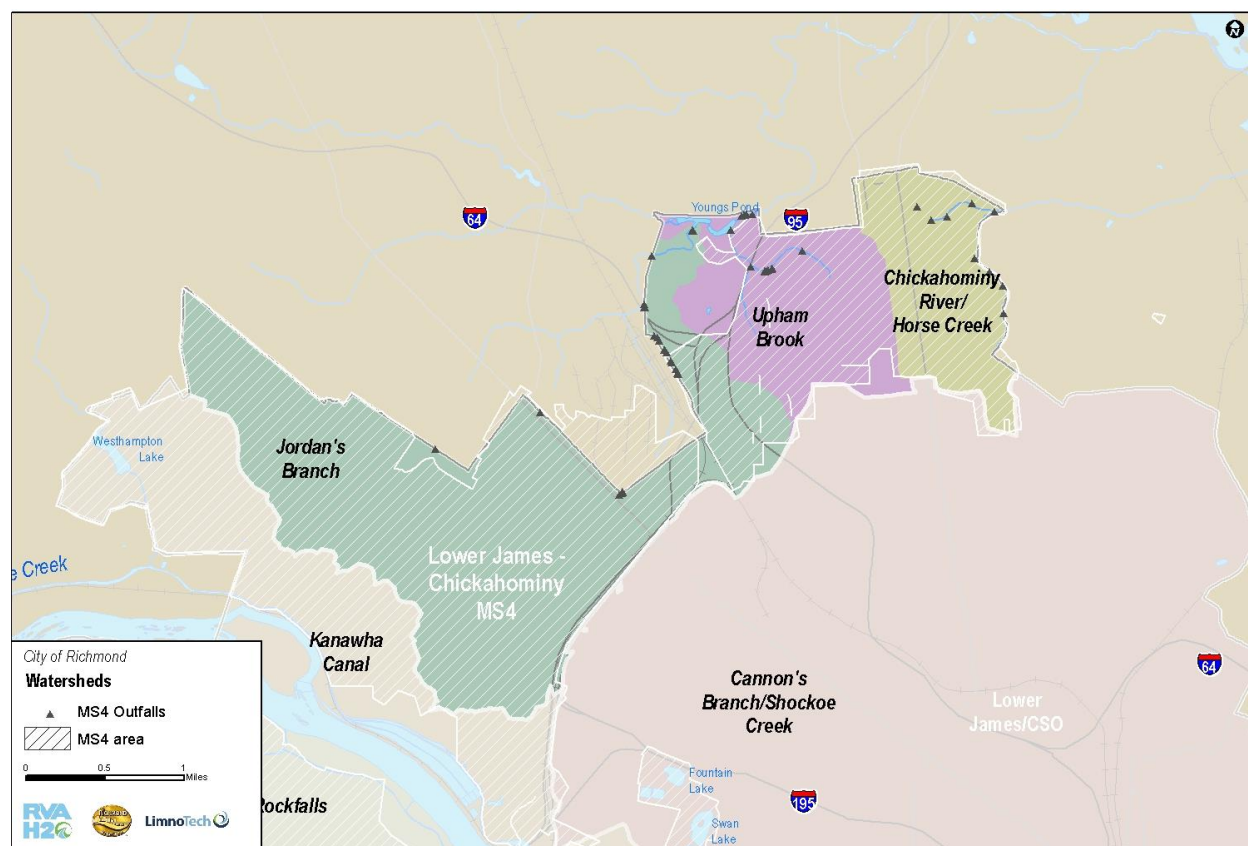 N
Youngs Pond
64
95
Chickahominy
River/
Horse Creek
Upham
Brook
Westhampton
Lake
Jordan's
Branch
Lower James -
Chickahominy
MS4
Creek
Kanawha
Canal
Cannon's
Branch/Shockoe
Creek
Lower
James/CSO
64
Fountain
Lake
195
Swan
Lake
Rockfalls
City of Richmond
Watersheds
MS4 Outfalls
MS4 area
0 0.5 1
Miles
RVA
H2O
LimnoTech